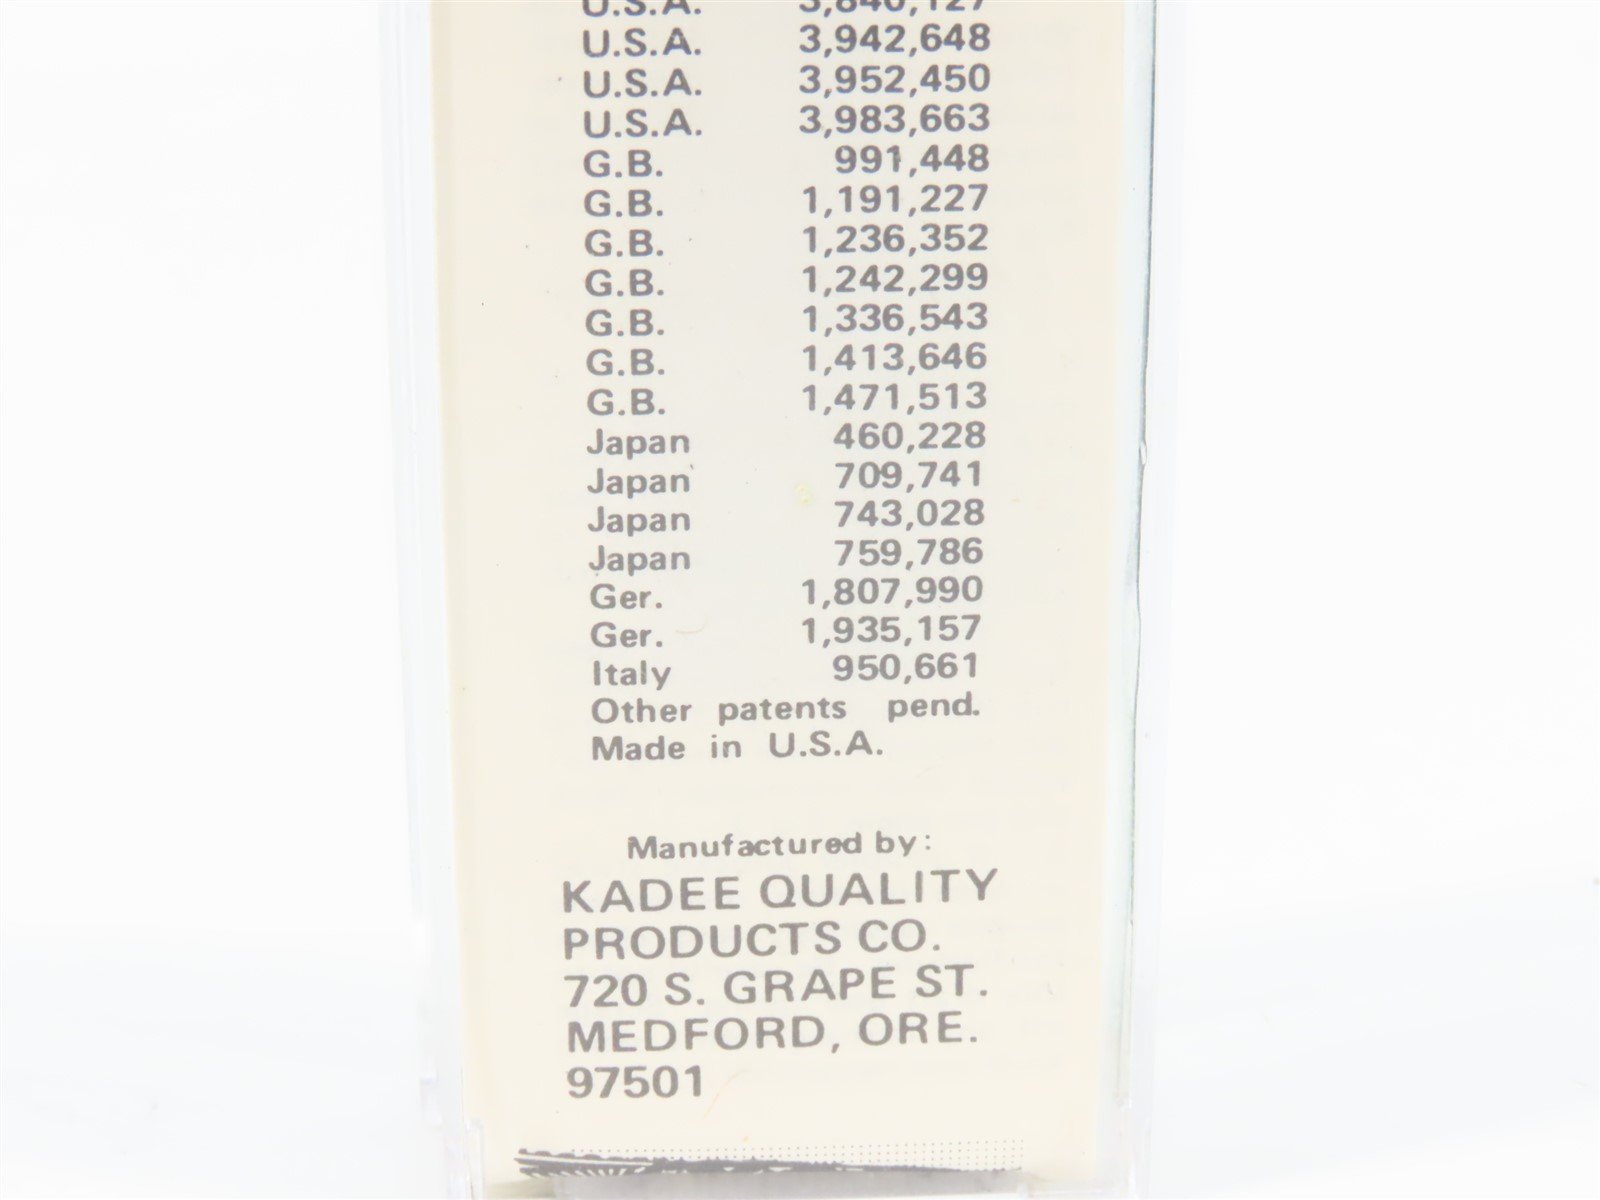 U.S.A. 3,840,127
U.S.A. 3,942,648
U.S.A. 3,952,450
U.S.A. 3,983,663
G.B. 991,448
G.B. 1,191,227
G.B. 1,236,352
G.B. 1,242,299
G.B. 1,336,543
G.B. 1,413,646
G.B. 1,471,513
Japan 460,228
Japan 709,741
Japan 743,028
Japan 759,786
Ger. 1,807,990
Ger. 1,935,157
Italy 950,661
Other patents pend.
Made in U.S.A.
Manufactured by:
KADEE QUALITY
PRODUCTS CO.
720 S. GRAPE ST.
MEDFORD, ORE.
97501